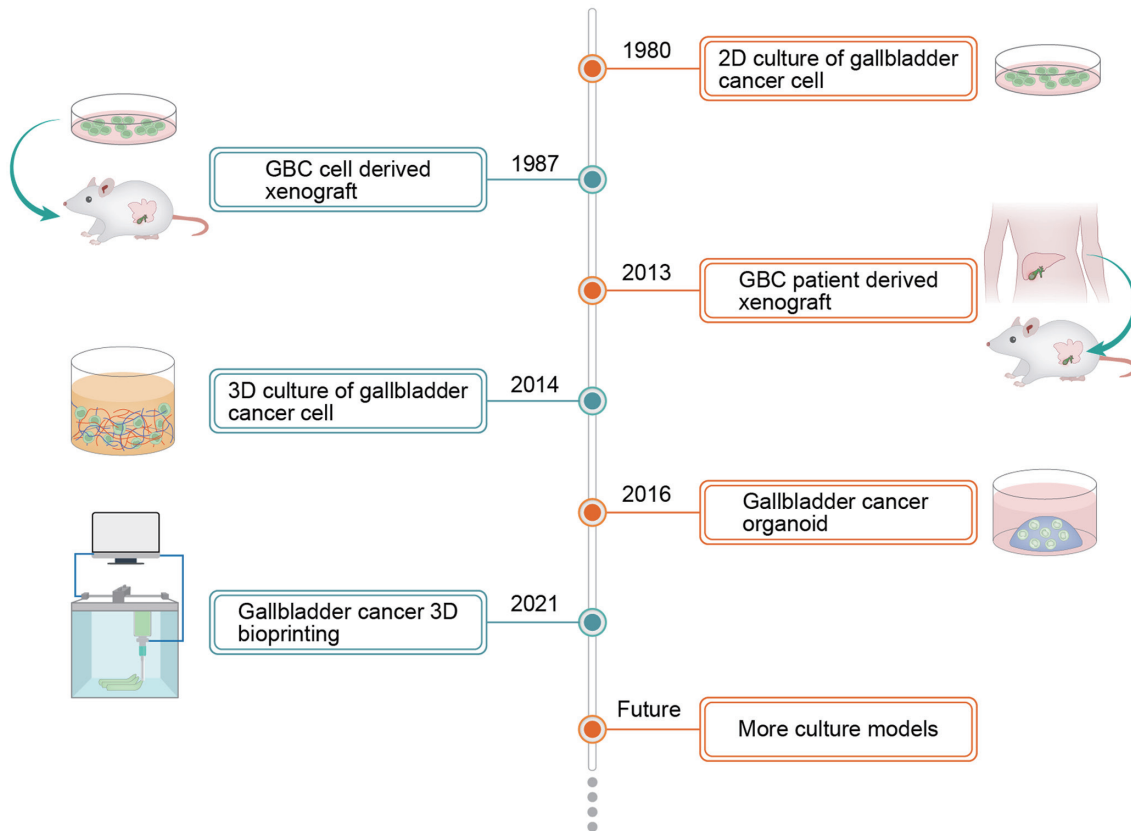 1980
2D culture of gallbladder
cancer cell
1987
GBC cell derived
xenograft
2013
GBC patient derived
xenograft
2014
3D culture of gallbladder
cancer cell
2016
Gallbladder cancer
organoid
2021
Gallbladder cancer 3D
bioprinting
Future
More culture models